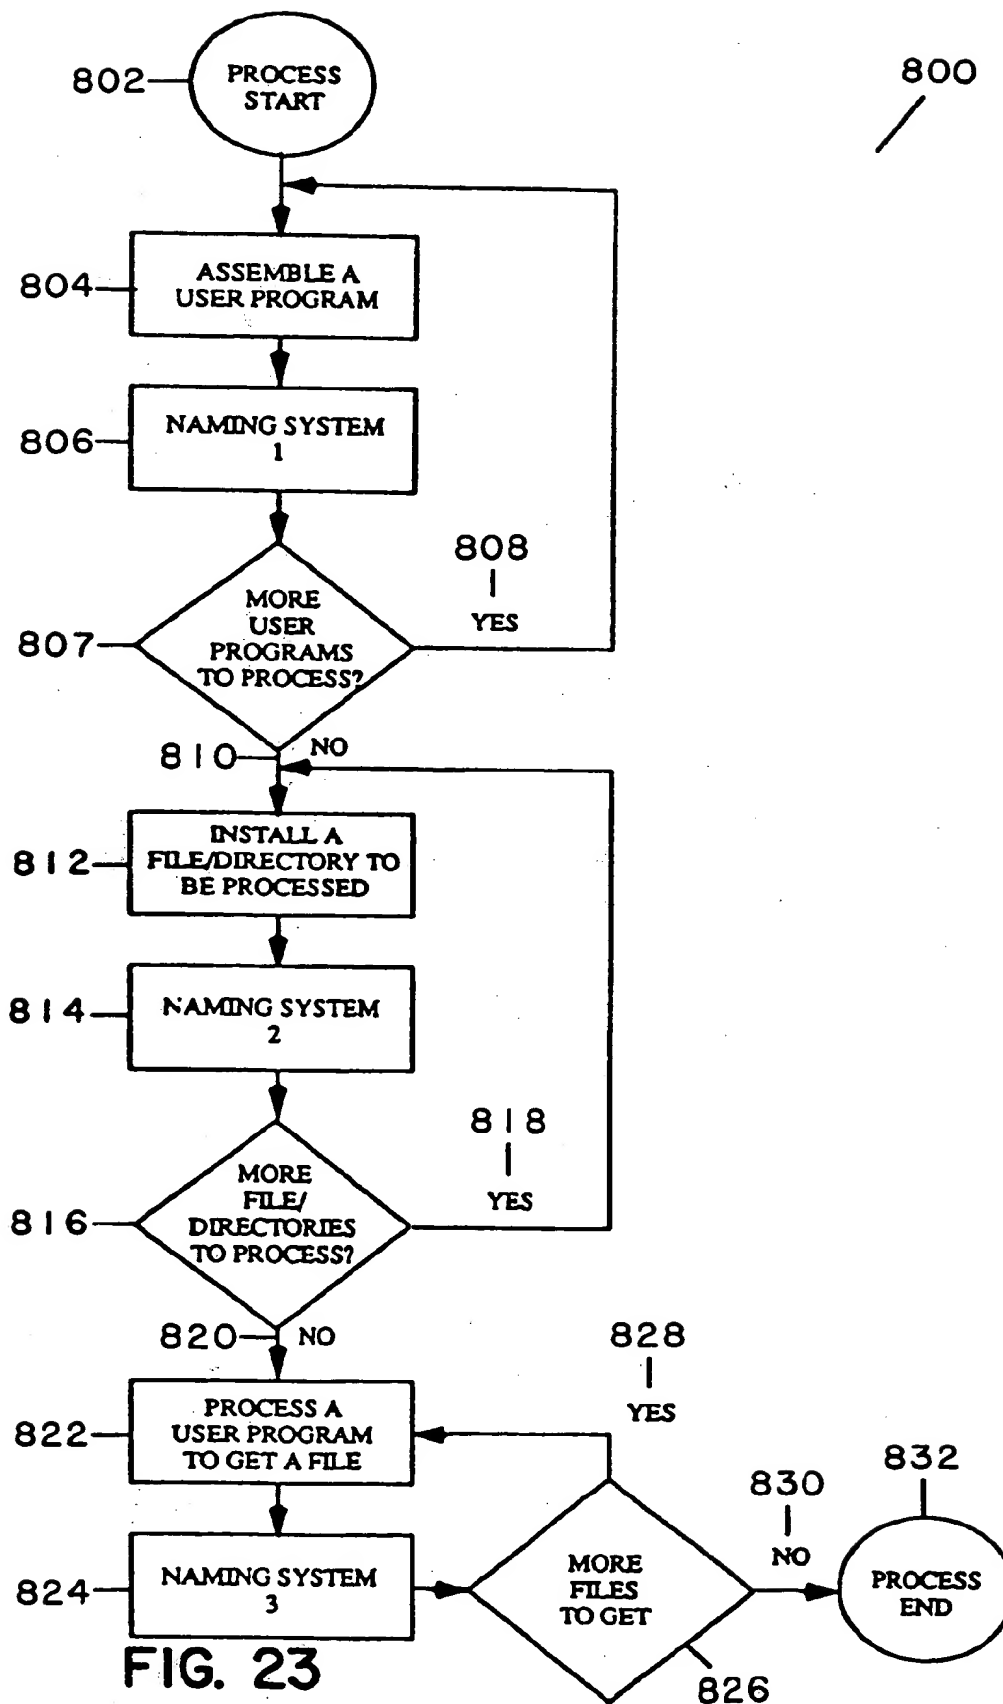 802
PROCESS
START
800
804
ASSEMBLE A
USER PROGRAM
806
NAMING SYSTEM
1
808
YES
807
MORE
USER
PROGRAMS
TO PROCESS?
810
NO
812
INSTALL A
FILE/DIRECTORY TO
BE PROCESSED
814
NAMING SYSTEM
2
818
YES
816
MORE
FILE/
DIRECTORIES
TO PROCESS?
820
NO
828
YES
822
PROCESS A
USER PROGRAM
TO GET A FILE
830
NO
832
824
NAMING SYSTEM
3
MORE
FILES
TO GET
PROCESS
END
826
FIG. 23